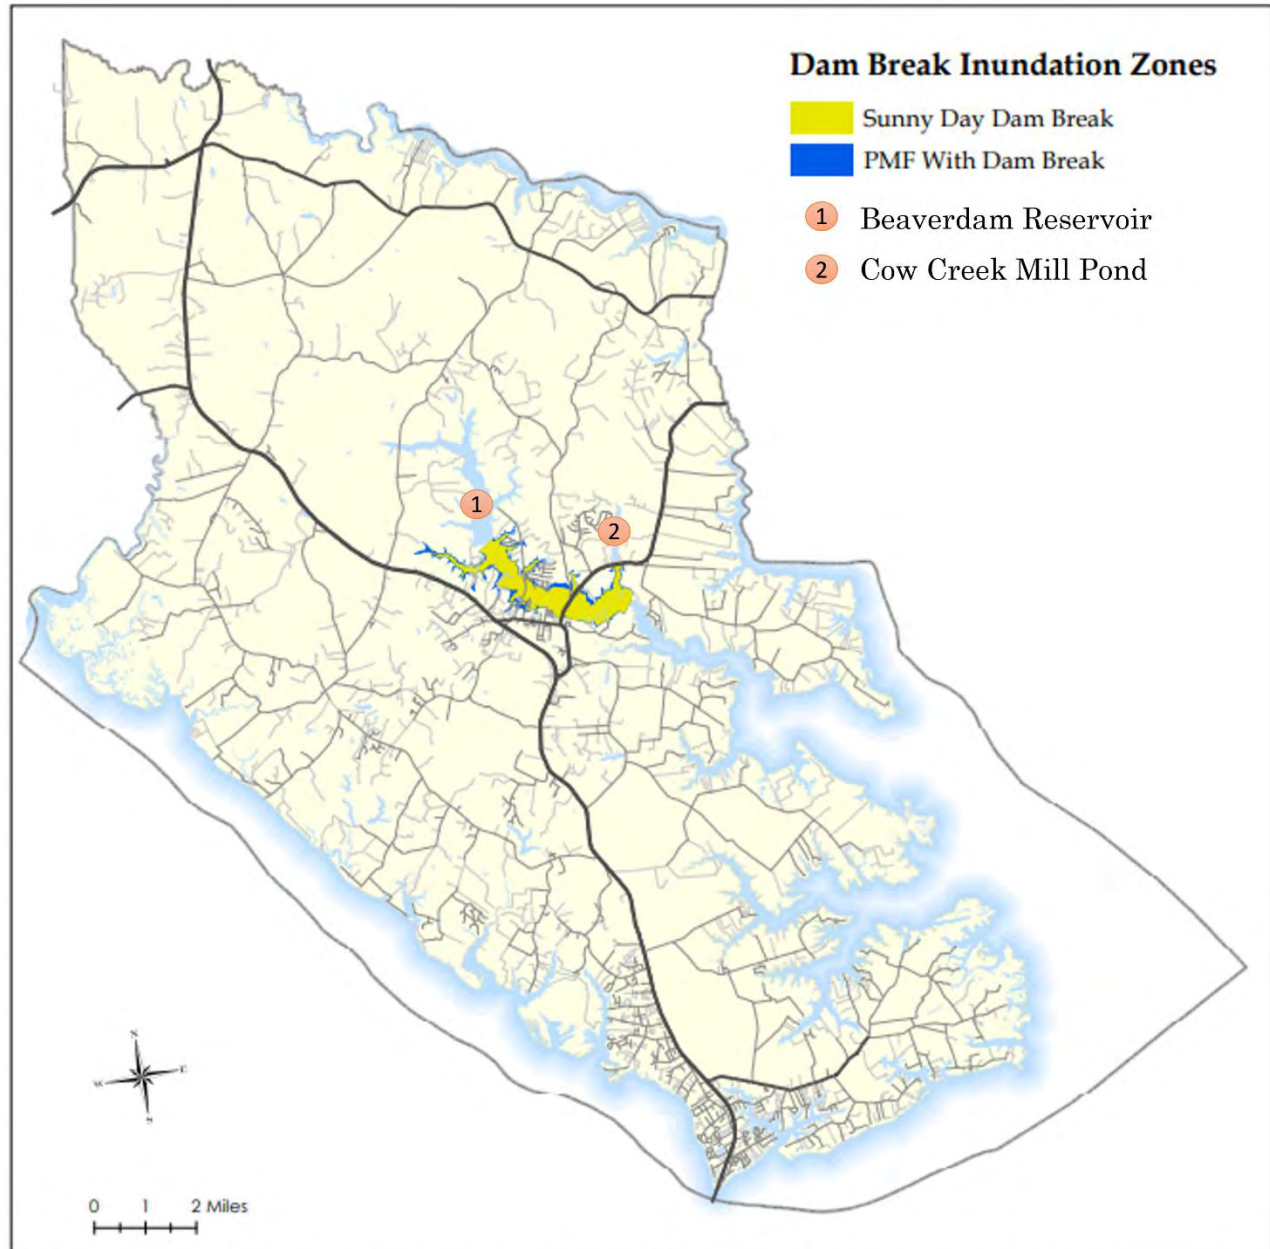 Dam Break Inundation Zones
Sunny Day Dam Break
PMF With Dam Break
1 Beaverdam Reservoir
2 Cow Creek Mill Pond
1
2
N
W E
S
0 1 2 Miles